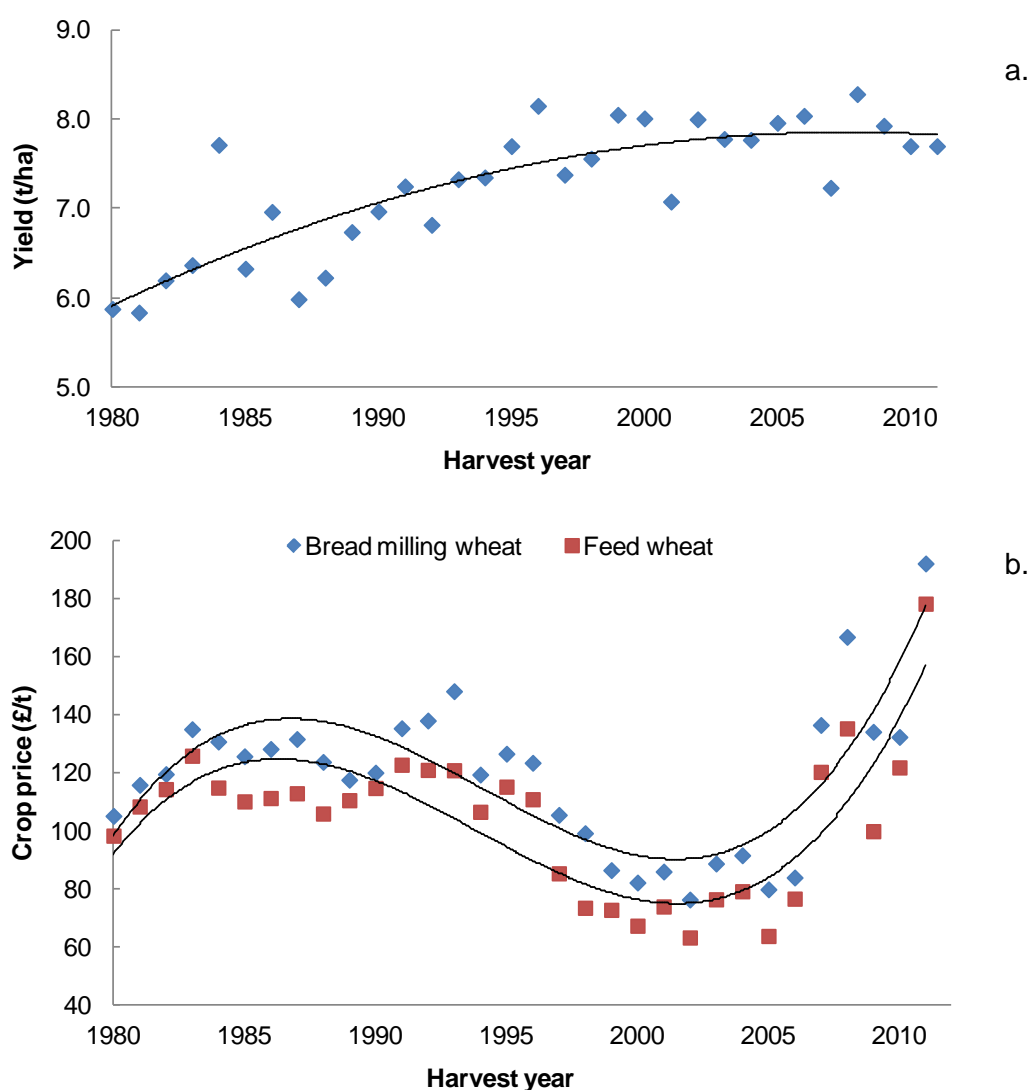 a.
Yield (t/ha)
9.0
8.0
7.0
6.0
5.0
1980 1985 1990 1995 2000 2005 2010
Harvest year
b.
Bread milling wheat Feed wheat
Crop price (£/t)
200
180
160
140
120
100
80
60
40
1980 1985 1990 1995 2000 2005 2010
Harvest year